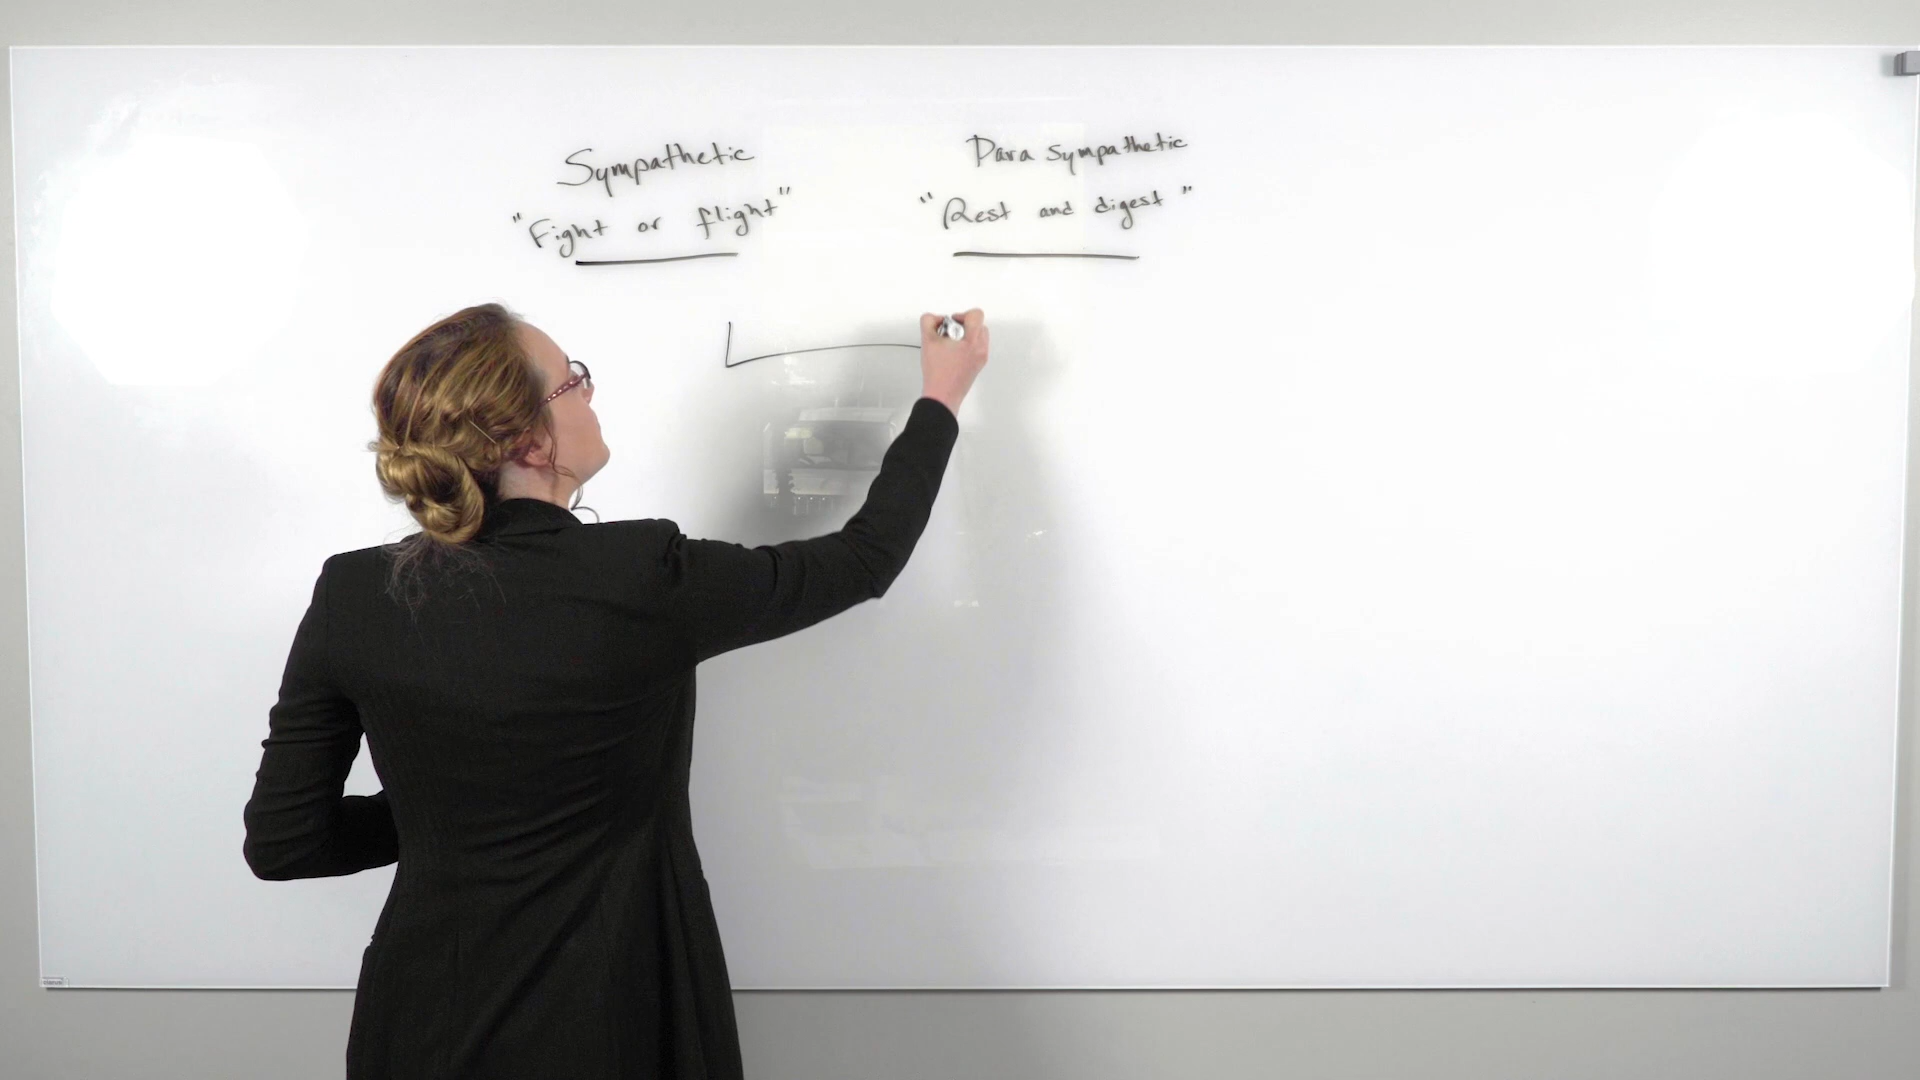 Sympathetic
"Fight or flight"
Para sympathetic
"Rest and digest"